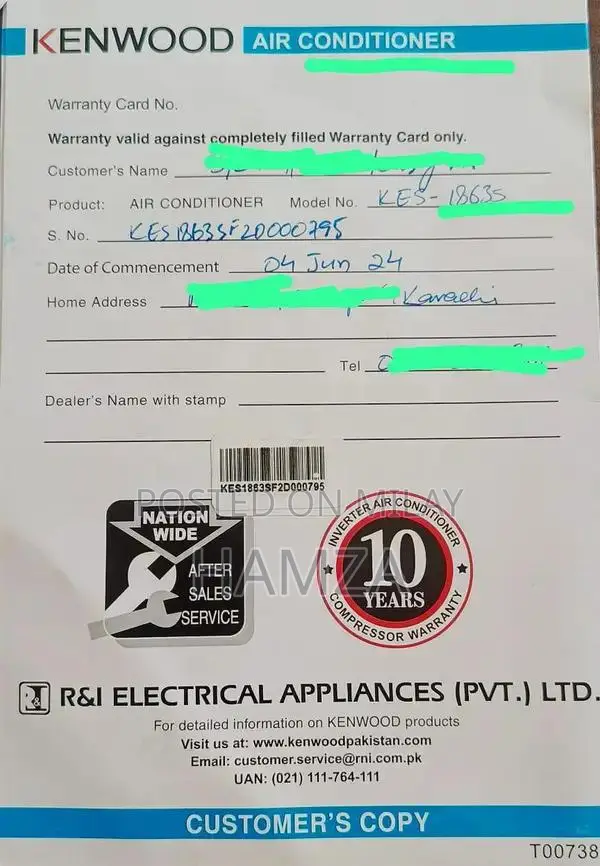 KENWOOD AIR CONDITIONER
Warranty Card No.
Warranty valid against completely filled Warranty Card only.
Customer's Name
Product: AIR CONDITIONER Model No. KES-1863S
S. No. KES1863SF2D000795
Date of Commencement 04 Jun 24
Home Address Karachi
Tel
Dealer's Name with stamp
KES1863SF2D000795
POSTED ON MILAY
HAMZA
NATION
WIDE
AFTER
SALES
SERVICE
INVERTER AIR CONDITIONER
10
YEARS
COMPRESSOR WARRANTY
R&I R&I ELECTRICAL APPLIANCES (PVT.) LTD.
For detailed information on KENWOOD products
Visit us at: www.kenwoodpakistan.com
Email: customer.service@rni.com.pk
UAN: (021) 111-764-111
CUSTOMER'S COPY
T00738